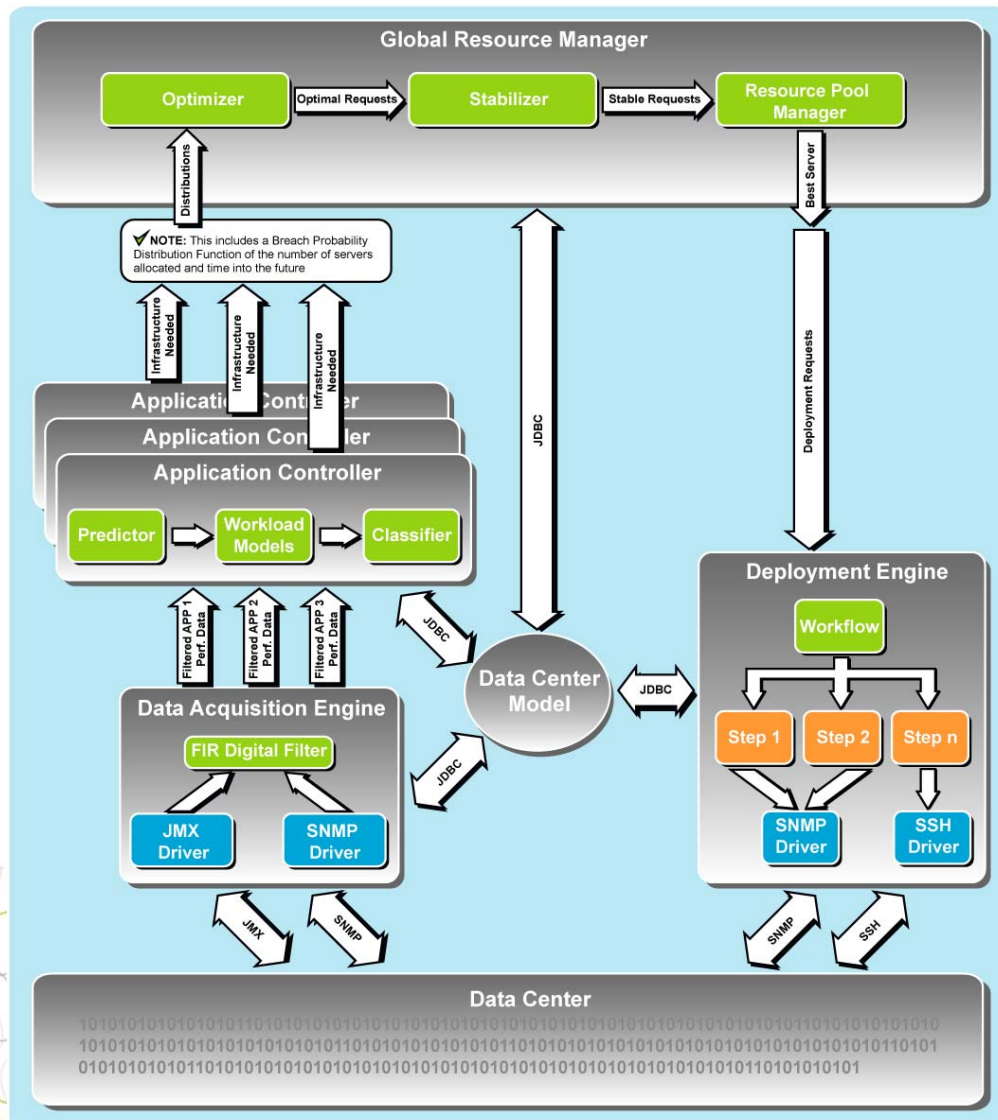 Global Resource Manager
Optimizer
Optimal Requests
Stabilizer
Stable Requests
Resource Pool
Manager
Distributions
Best Server
NOTE: This includes a Breach Probability
Distribution Function of the number of servers
allocated and time into the future
Infrastructure
Needed
Infrastructure
Needed
Infrastructure
Needed
JDBC
Deployment Requests
Application Controller
Application Controller
Application Controller
Predictor
Workload
Models
Classifier
Filtered APP 1
Perf. Data
Filtered APP 2
Perf. Data
Filtered APP 3
Perf. Data
JDBC
Data Center
Model
JDBC
Deployment Engine
Workflow
Step 1
Step 2
Step n
SNMP
Driver
SSH
Driver
Data Acquisition Engine
FIR Digital Filter
JMX
Driver
SNMP
Driver
JDBC
JMX
SNMP
SNMP
SSH
Data Center